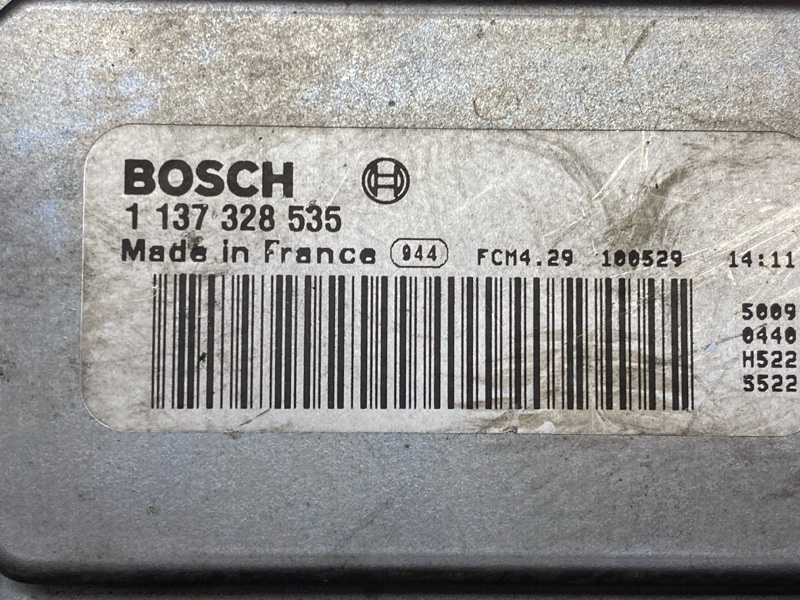 BOSCH
1 137 328 535
Made in France 944 FCM4.29 100529 14:11
5009
0440
H522
S522